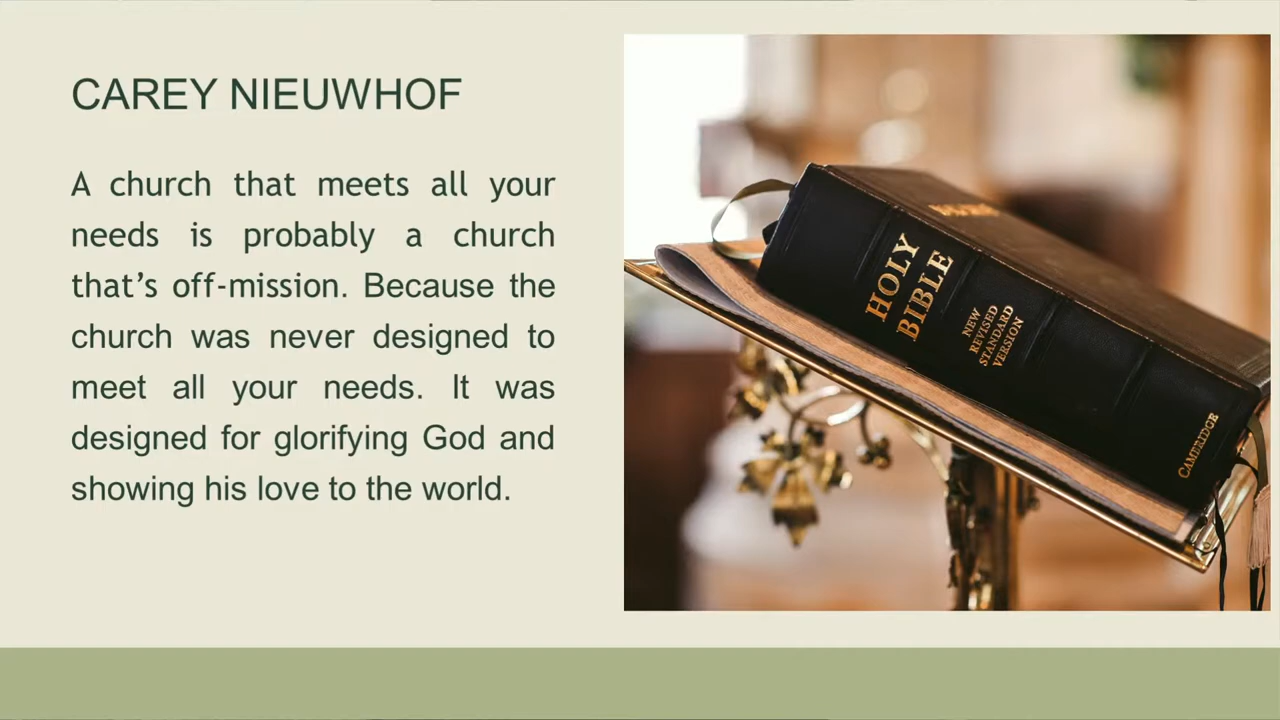 CAREY NIEUWHOF
A church that meets all your
needs is probably a church
that’s off-mission. Because the
church was never designed to
meet all your needs. It was
designed for glorifying God and
showing his love to the world.
HOLY
BIBLE
NEW
REVISED
STANDARD
VERSION
CAMBRIDGE